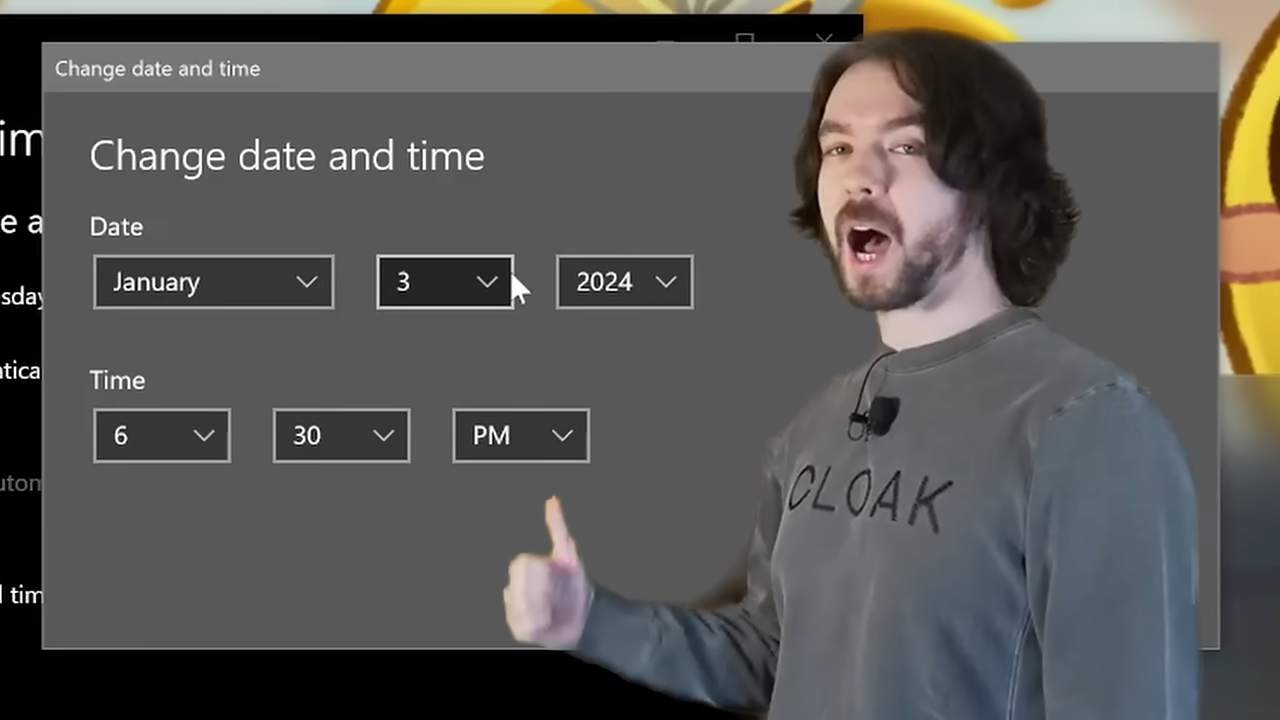 Change date and time
Change date and time
Date
January 3 2024
Time
6 30 PM
CLOAK